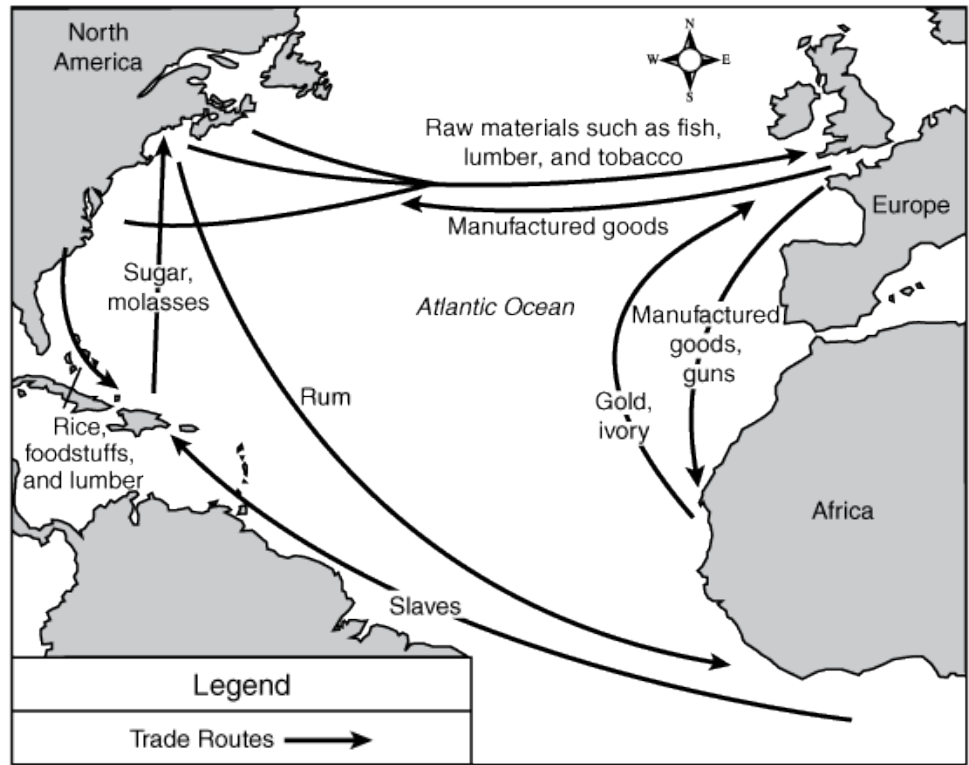 North
America
N
W
E
S
Raw materials such as fish,
lumber, and tobacco
Europe
Manufactured goods
Sugar,
molasses
Atlantic Ocean
Manufactured
goods,
guns
Rum
Gold,
ivory
Rice,
foodstuffs,
and lumber
Africa
Slaves
Legend
Trade Routes